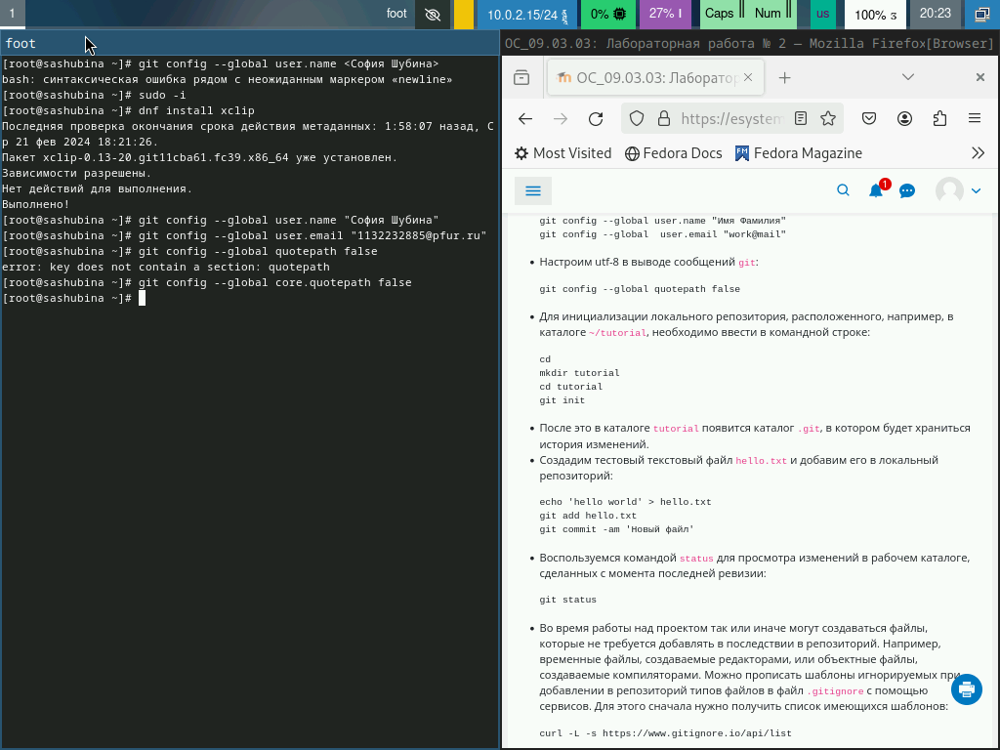 1
foot
10.0.2.15/24
0%
27%
Caps
Num
us
100%
20:23
foot
[root@sashubina ~]# git config --global user.name <София Шубина>
bash: синтаксическая ошибка рядом с неожиданным маркером «newline»
[root@sashubina ~]# sudo -i
[root@sashubina ~]# dnf install xclip
Последняя проверка окончания срока действия метаданных: 1:58:07 назад, С
р 21 фев 2024 18:21:26.
Пакет xclip-0.13-20.git11cba61.fc39.x86_64 уже установлен.
Зависимости разрешены.
Нет действий для выполнения.
Выполнено!
[root@sashubina ~]# git config --global user.name "София Шубина"
[root@sashubina ~]# git config --global user.email "1132232885@pfur.ru"
[root@sashubina ~]# git config --global quotepath false
error: key does not contain a section: quotepath
[root@sashubina ~]# git config --global core.quotepath false
[root@sashubina ~]#
ОС_09.03.03: Лабораторная работа № 2 — Mozilla Firefox[Browser]
ОС_09.03.03: Лаборато
https://esystem
Most Visited
Fedora Docs
FM
Fedora Magazine
1
git config --global user.name "Имя Фамилия"
git config --global  user.email "work@mail"
• Настроим utf-8 в выводе сообщений git:
git config --global quotepath false
• Для инициализации локального репозитория, расположенного, например, в
каталоге ~/tutorial, необходимо ввести в командной строке:
cd
mkdir tutorial
cd tutorial
git init
• После это в каталоге tutorial появится каталог .git, в котором будет храниться
история изменений.
• Создадим тестовый текстовый файл hello.txt и добавим его в локальный
репозиторий:
echo 'hello world' > hello.txt
git add hello.txt
git commit -am 'Новый файл'
• Воспользуемся командой status для просмотра изменений в рабочем каталоге,
сделанных с момента последней ревизии:
git status
• Во время работы над проектом так или иначе могут создаваться файлы,
которые не требуется добавлять в последствии в репозиторий. Например,
временные файлы, создаваемые редакторами, или объектные файлы,
создаваемые компиляторами. Можно прописать шаблоны игнорируемых при
добавлении в репозиторий типов файлов в файл .gitignore с помощью
сервисов. Для этого сначала нужно получить список имеющихся шаблонов:
curl -L -s https://www.gitignore.io/api/list